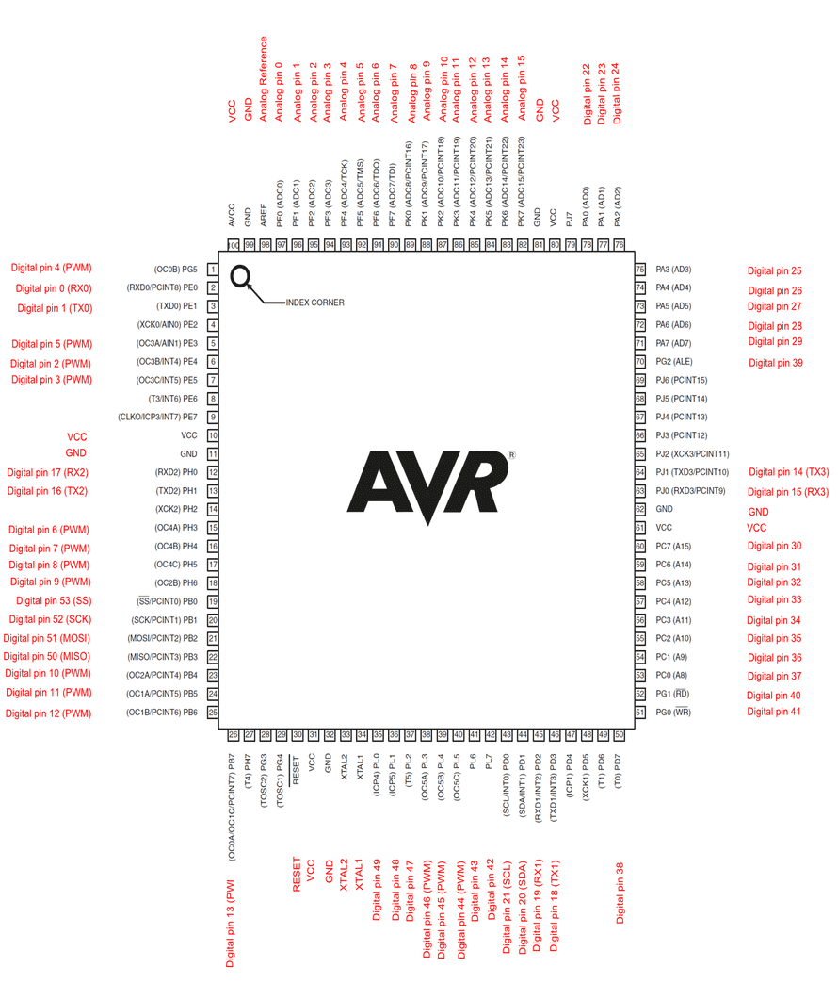 VCC
GND
Analog Reference
Analog pin 0
Analog pin 1
Analog pin 2
Analog pin 3
Analog pin 4
Analog pin 5
Analog pin 6
Analog pin 7
Analog pin 8
Analog pin 9
Analog pin 10
Analog pin 11
Analog pin 12
Analog pin 13
Analog pin 14
Analog pin 15
GND
VCC
Digital pin 22
Digital pin 23
Digital pin 24
AVCC
GND
AREF
PF0 (ADC0)
PF1 (ADC1)
PF2 (ADC2)
PF3 (ADC3)
PF4 (ADC4/TCK)
PF5 (ADC5/TMS)
PF6 (ADC6/TDO)
PF7 (ADC7/TDI)
PK0 (ADC8/PCINT16)
PK1 (ADC9/PCINT17)
PK2 (ADC10/PCINT18)
PK3 (ADC11/PCINT19)
PK4 (ADC12/PCINT20)
PK5 (ADC13/PCINT21)
PK6 (ADC14/PCINT22)
PK7 (ADC15/PCINT23)
GND
VCC
PJ7
PA0 (AD0)
PA1 (AD1)
PA2 (AD2)
100 99 98 97 96 95 94 93 92 91 90 89 88 87 86 85 84 83 82 81 80 79 78 77 76
Digital pin 4 (PWM) (OC0B) PG5 1
Digital pin 0 (RX0) (RXD0/PCINT8) PE0 2
Digital pin 1 (TX0) (TXD0) PE1 3
(XCK0/AIN0) PE2 4
Digital pin 5 (PWM) (OC3A/AIN1) PE3 5
Digital pin 2 (PWM) (OC3B/INT4) PE4 6
Digital pin 3 (PWM) (OC3C/INT5) PE5 7
(T3/INT6) PE6 8
(CLKO/ICP3/INT7) PE7 9
VCC VCC 10
GND GND 11
Digital pin 17 (RX2) (RXD2) PH0 12
Digital pin 16 (TX2) (TXD2) PH1 13
(XCK2) PH2 14
Digital pin 6 (PWM) (OC4A) PH3 15
Digital pin 7 (PWM) (OC4B) PH4 16
Digital pin 8 (PWM) (OC4C) PH5 17
Digital pin 9 (PWM) (OC2B) PH6 18
Digital pin 53 (SS) (SS/PCINT0) PB0 19
Digital pin 52 (SCK) (SCK/PCINT1) PB1 20
Digital pin 51 (MOSI) (MOSI/PCINT2) PB2 21
Digital pin 50 (MISO) (MISO/PCINT3) PB3 22
Digital pin 10 (PWM) (OC2A/PCINT4) PB4 23
Digital pin 11 (PWM) (OC1A/PCINT5) PB5 24
Digital pin 12 (PWM) (OC1B/PCINT6) PB6 25
INDEX CORNER
AVR®
75 PA3 (AD3) Digital pin 25
74 PA4 (AD4) Digital pin 26
73 PA5 (AD5) Digital pin 27
72 PA6 (AD6) Digital pin 28
71 PA7 (AD7) Digital pin 29
70 PG2 (ALE) Digital pin 39
69 PJ6 (PCINT15)
68 PJ5 (PCINT14)
67 PJ4 (PCINT13)
66 PJ3 (PCINT12)
65 PJ2 (XCK3/PCINT11)
64 PJ1 (TXD3/PCINT10) Digital pin 14 (TX3)
63 PJ0 (RXD3/PCINT9) Digital pin 15 (RX3)
62 GND GND
61 VCC VCC
60 PC7 (A15) Digital pin 30
59 PC6 (A14) Digital pin 31
58 PC5 (A13) Digital pin 32
57 PC4 (A12) Digital pin 33
56 PC3 (A11) Digital pin 34
55 PC2 (A10) Digital pin 35
54 PC1 (A9) Digital pin 36
53 PC0 (A8) Digital pin 37
52 PG1 (RD) Digital pin 40
51 PG0 (WR) Digital pin 41
26 27 28 29 30 31 32 33 34 35 36 37 38 39 40 41 42 43 44 45 46 47 48 49 50
(OC0A/OC1C/PCINT7) PB7
(T4) PH7
(TOSC2) PG3
(TOSC1) PG4
RESET
VCC
GND
XTAL2
XTAL1
(ICP4) PL0
(ICP5) PL1
(T5) PL2
(OC5A) PL3
(OC5B) PL4
(OC5C) PL5
PL6
PL7
(SCL/INT0) PD0
(SDA/INT1) PD1
(RXD1/INT2) PD2
(TXD1/INT3) PD3
(ICP1) PD4
(XCK1) PD5
(T1) PD6
(T0) PD7
Digital pin 13 (PWI
RESET
VCC
GND
XTAL2
XTAL1
Digital pin 49
Digital pin 48
Digital pin 47
Digital pin 46 (PWM)
Digital pin 45 (PWM)
Digital pin 44 (PWM)
Digital pin 43
Digital pin 42
Digital pin 21 (SCL)
Digital pin 20 (SDA)
Digital pin 19 (RX1)
Digital pin 18 (TX1)
Digital pin 38